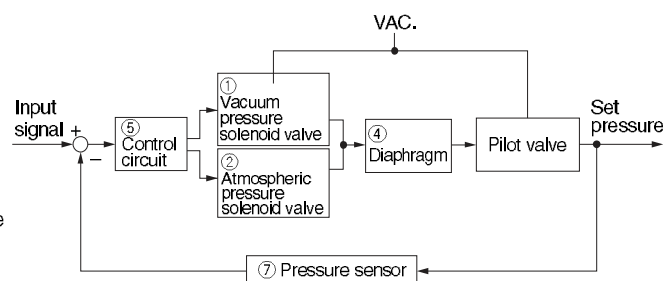 VAC.
Input
signal
+
−
⑤
Control
circuit
①
Vacuum
pressure
solenoid valve
②
Atmospheric
pressure
solenoid valve
④
Diaphragm
Pilot valve
Set
pressure
e
⑦ Pressure sensor